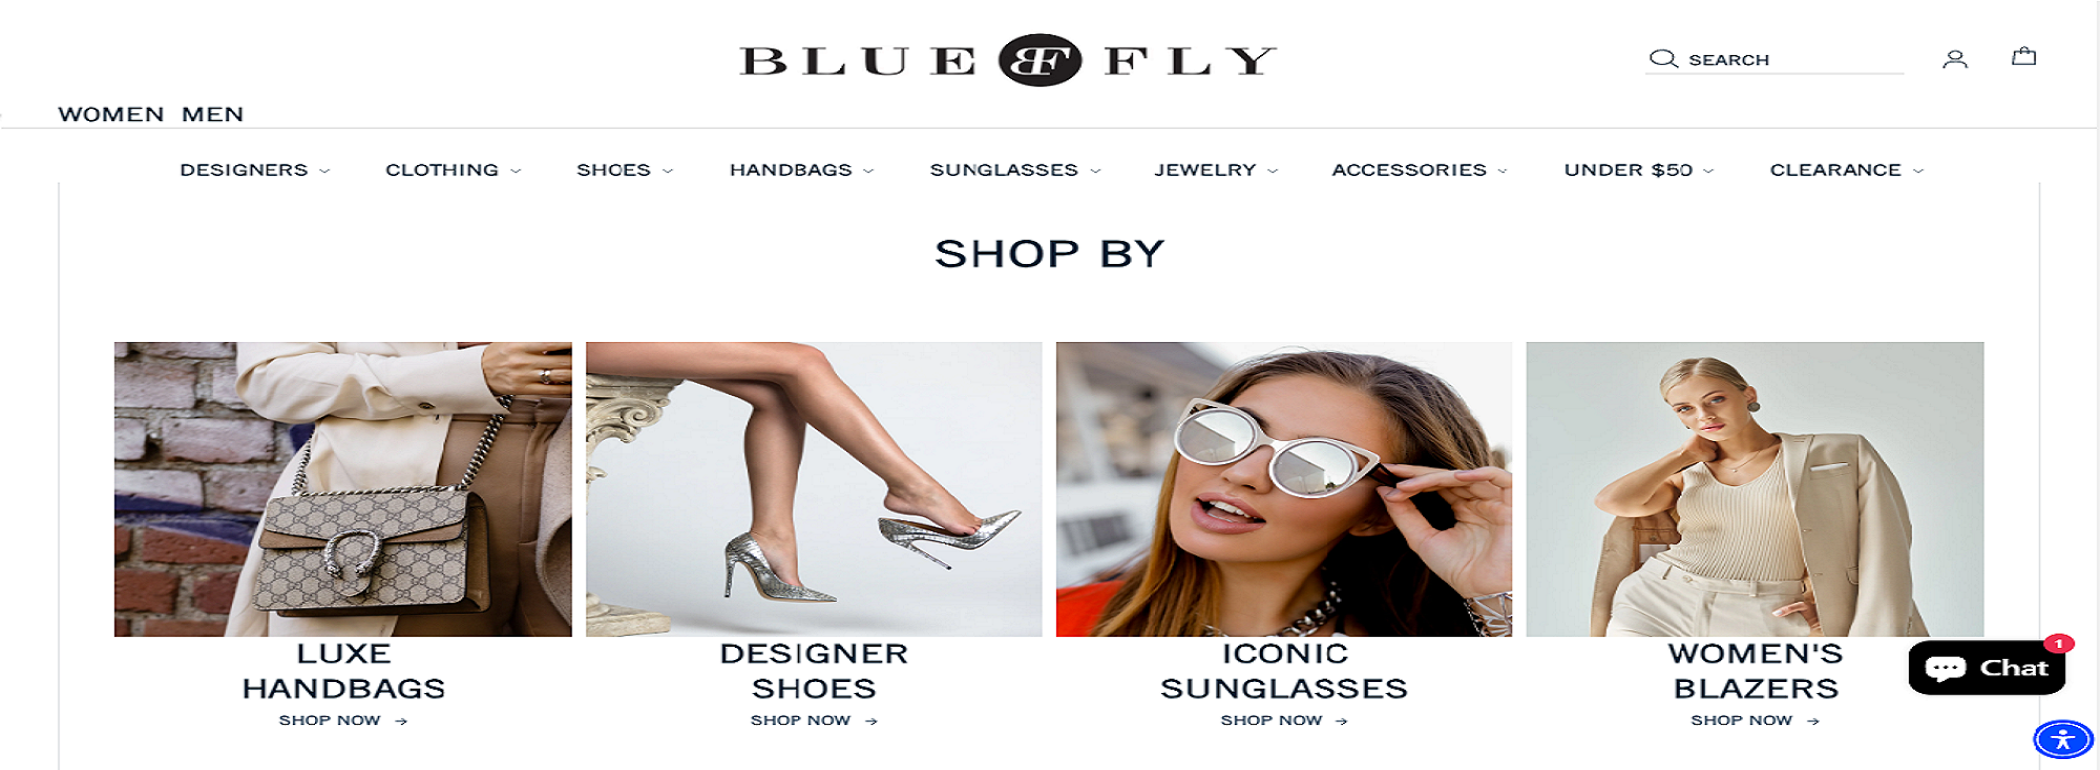 BLUE BF FLY
SEARCH
WOMEN MEN
DESIGNERS CLOTHING SHOES HANDBAGS SUNGLASSES JEWELRY ACCESSORIES UNDER $50 CLEARANCE
SHOP BY
LUXE
HANDBAGS
SHOP NOW →
DESIGNER
SHOES
SHOP NOW →
ICONIC
SUNGLASSES
SHOP NOW →
WOMEN'S
BLAZERS
SHOP NOW →
1
Chat